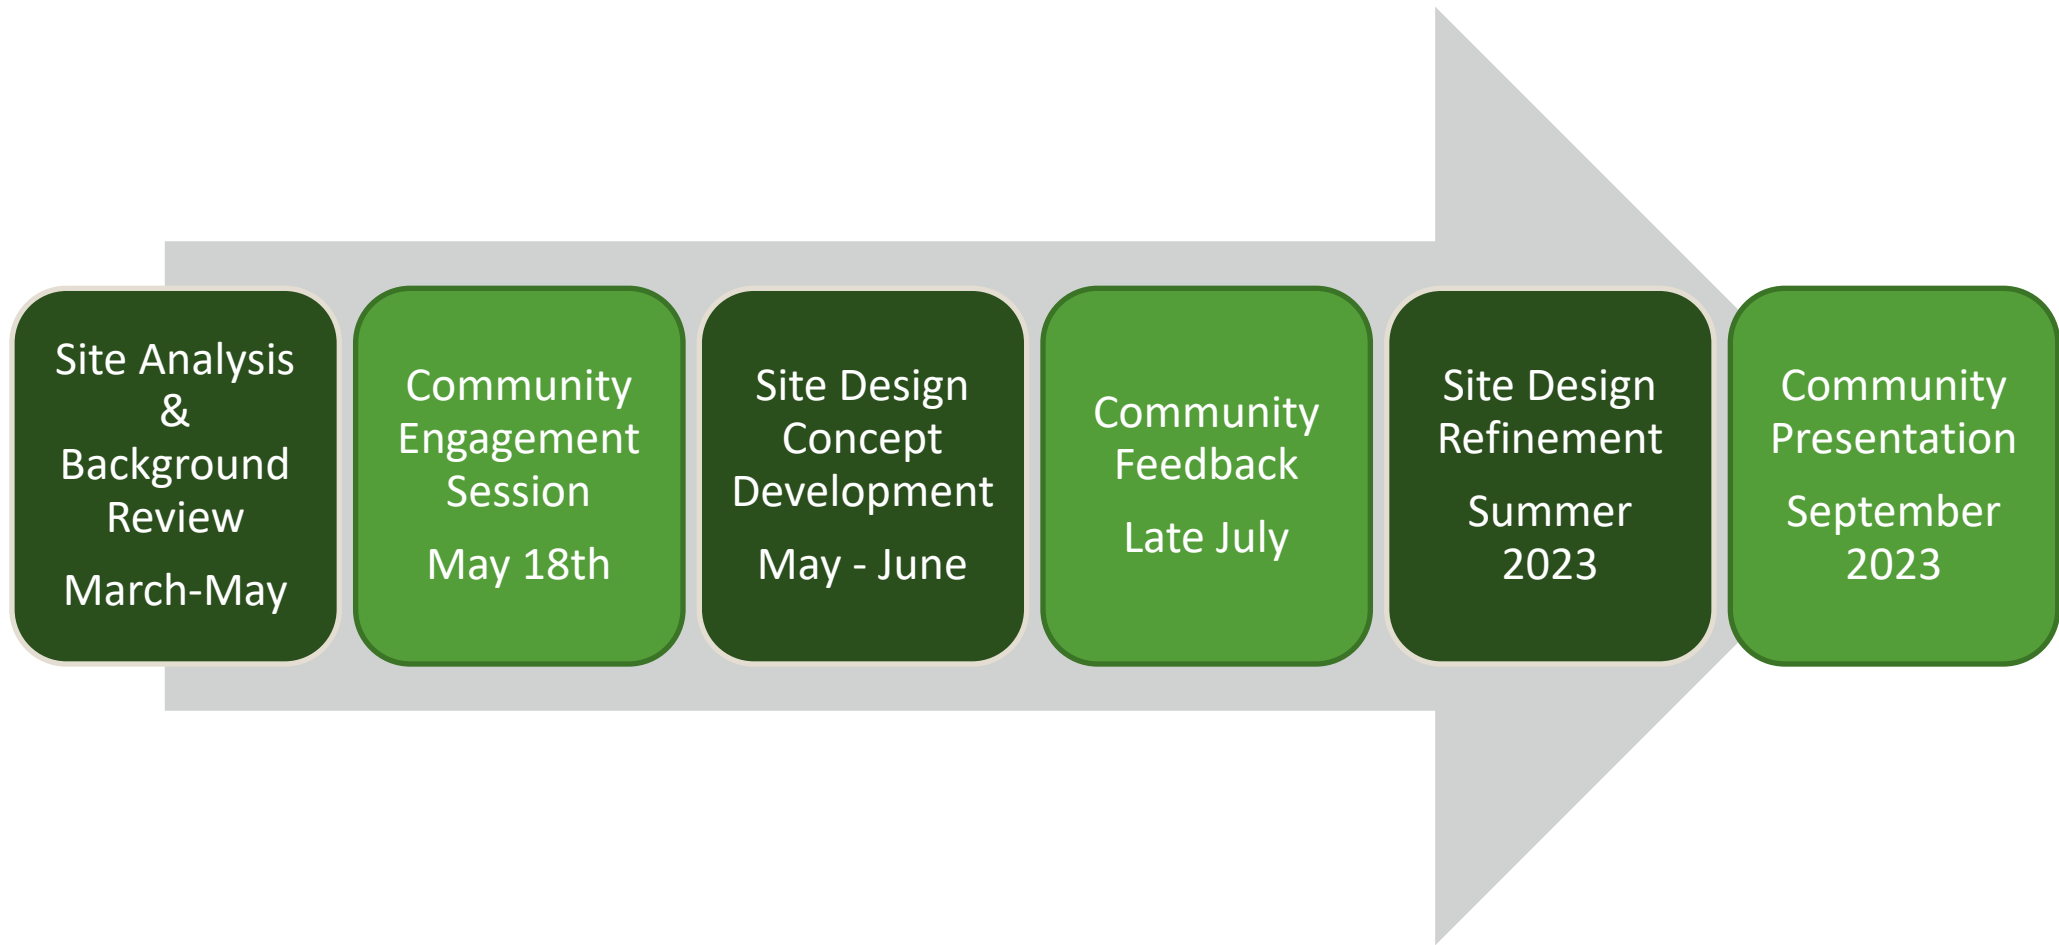 Site Analysis
&
Background
Review
March-May
Community
Engagement
Session
May 18th
Site Design
Concept
Development
May - June
Community
Feedback
Late July
Site Design
Refinement
Summer
2023
Community
Presentation
September
2023